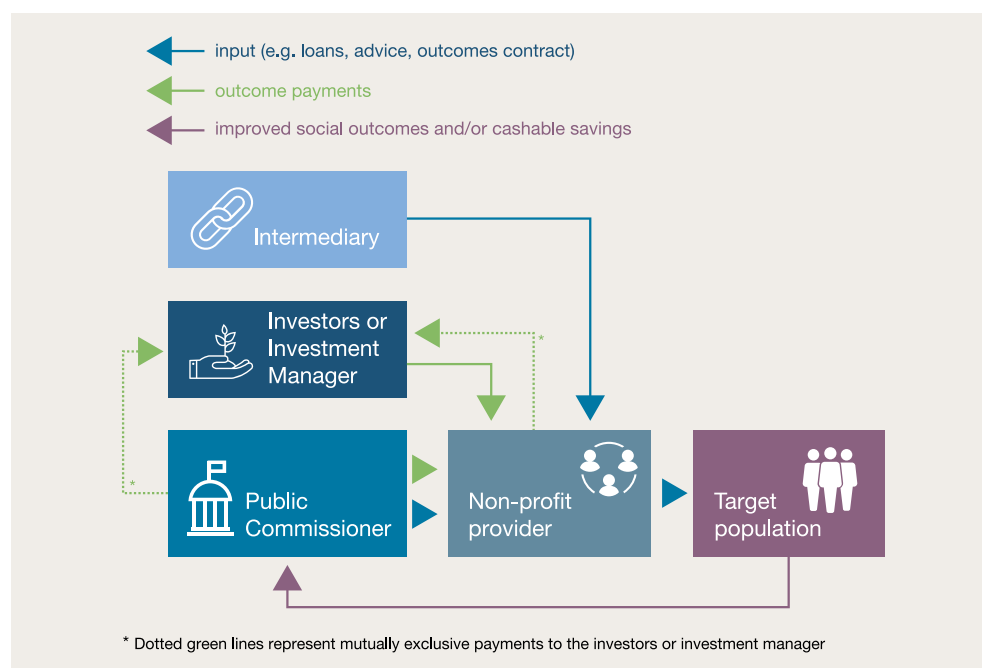 input (e.g. loans, advice, outcomes contract)
outcome payments
improved social outcomes and/or cashable savings
Intermediary
Investors or
Investment
Manager
*
*
Public
Commissioner
Non-profit
provider
Target
population
* Dotted green lines represent mutually exclusive payments to the investors or investment manager